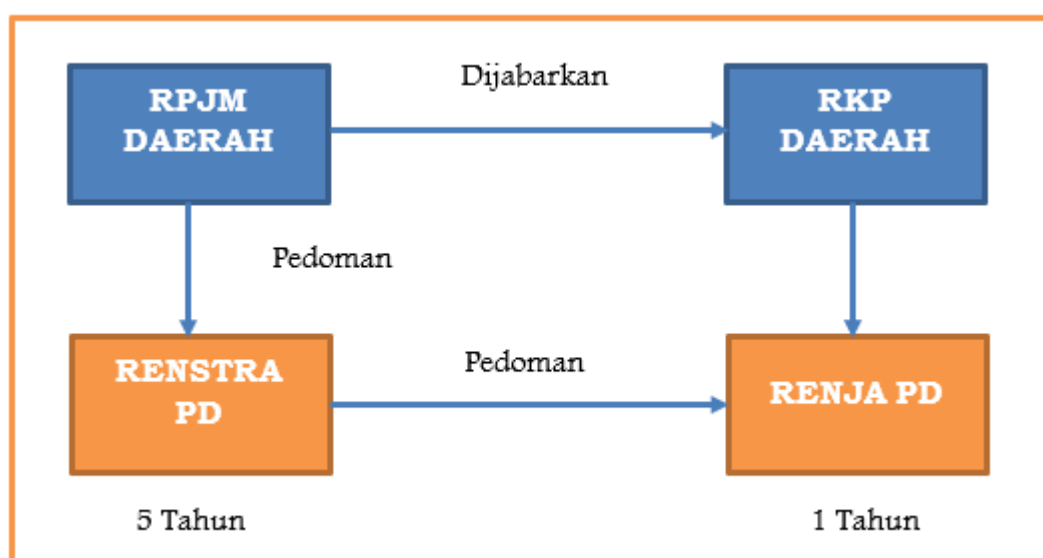 Dijabarkan
RPJM
DAERAH
RKP
DAERAH
Pedoman
RENSTRA
PD
Pedoman
RENJA PD
5 Tahun
1 Tahun